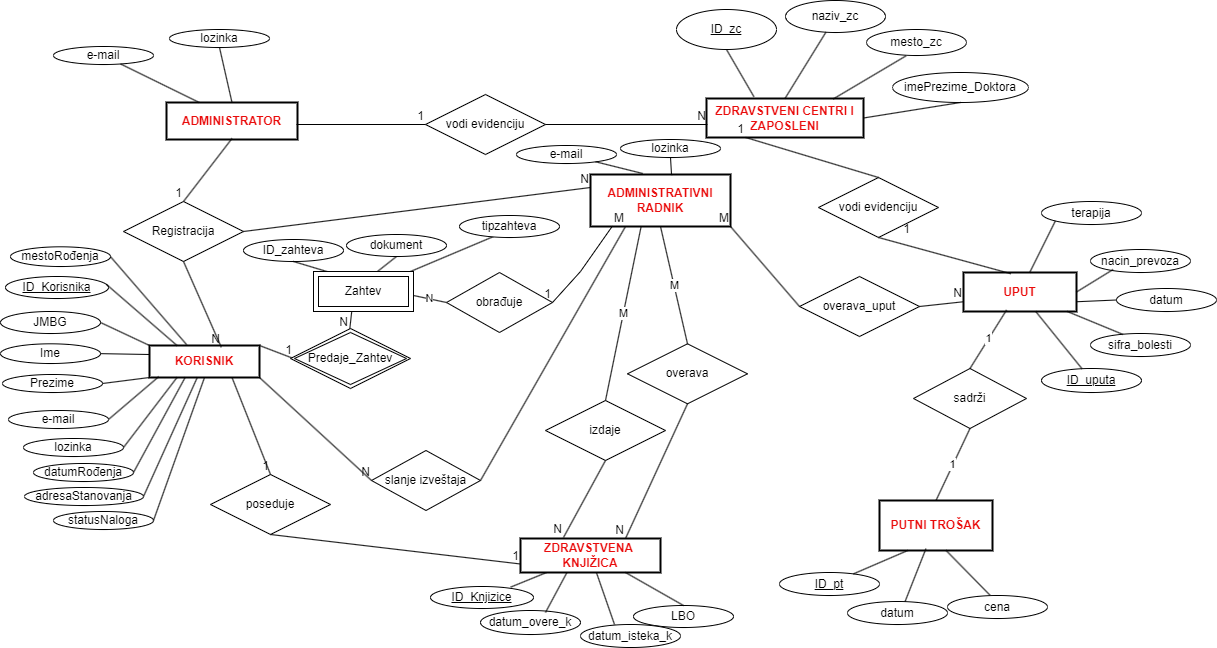 ID_zc
naziv_zc
lozinka
mesto_zc
e-mail
imePrezime_Doktora
ADMINISTRATOR
1
vodi evidenciju
N
ZDRAVSTVENI CENTRI I
ZAPOSLENI
1
e-mail
lozinka
1
N
ADMINISTRATIVNI
RADNIK
M
M
vodi evidenciju
1
terapija
Registracija
mestoRođenja
ID_zahteva
dokument
tipzahteva
nacin_prevoza
ID_Korisnika
Zahtev
N
obrađuje
1
M
overava_uput
N
UPUT
datum
JMBG
N
M
N
1
sifra_bolesti
Ime
KORISNIK
1
Predaje_Zahtev
overava
ID_uputa
Prezime
sadrži
e-mail
izdaje
lozinka
datumRođenja
1
N
slanje izveštaja
1
adresaStanovanja
poseduje
statusNaloga
PUTNI TROŠAK
N
N
1
ZDRAVSTVENA
KNJIŽICA
ID_Knjizice
ID_pt
datum_overe_k
LBO
datum
cena
datum_isteka_k